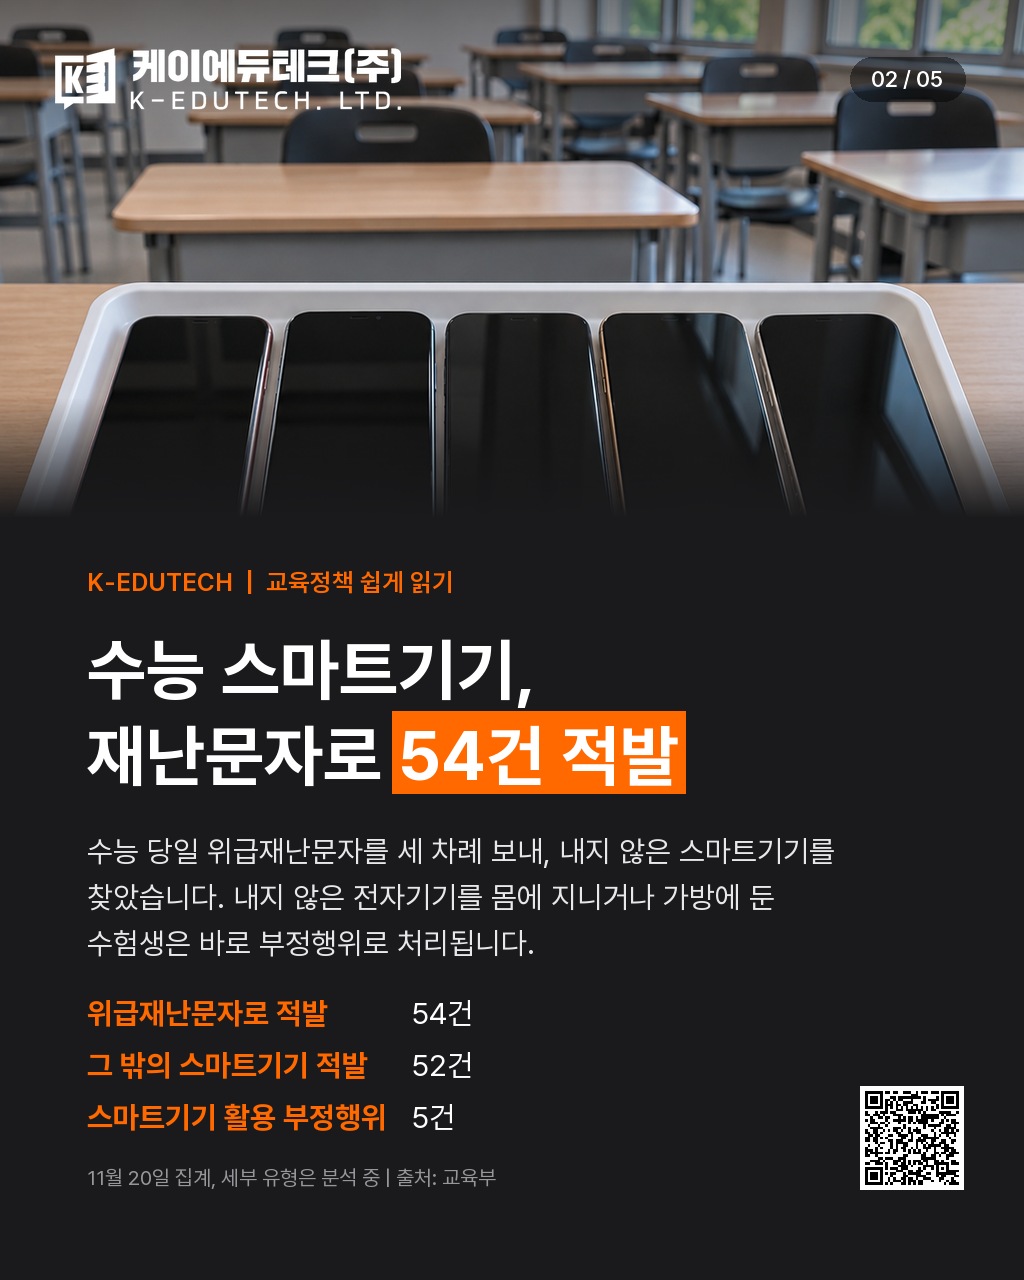 케이에듀테크(주)
K-EDUTECH. LTD.
02 / 05
K-EDUTECH | 교육정책 쉽게 읽기
수능 스마트기기,
재난문자로 54건 적발
수능 당일 위급재난문자를 세 차례 보내, 내지 않은 스마트기기를
찾았습니다. 내지 않은 전자기기를 몸에 지니거나 가방에 둔
수험생은 바로 부정행위로 처리됩니다.
위급재난문자로 적발 54건
그 밖의 스마트기기 적발 52건
스마트기기 활용 부정행위 5건
11월 20일 집계, 세부 유형은 분석 중 | 출처: 교육부